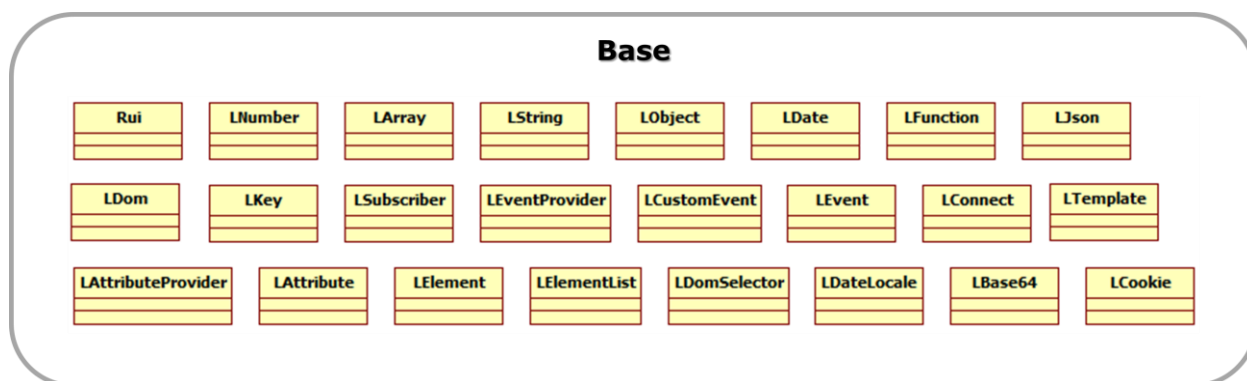 Base
Rui LNumber LArray LString LObject LDate LFunction LJson
LDom LKey LSubscriber LEventProvider LCustomEvent LEvent LConnect LTemplate
LAttributeProvider LAttribute LElement LElementList LDomSelector LDateLocale LBase64 LCookie